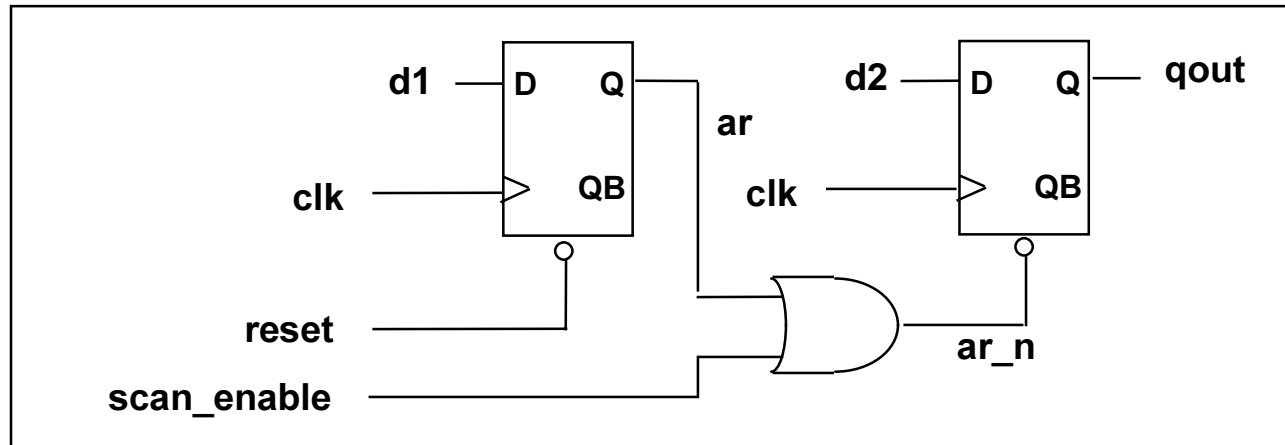 d1
D
Q
ar
clk
QB
reset
scan_enable
d2
D
Q
qout
clk
QB
ar_n